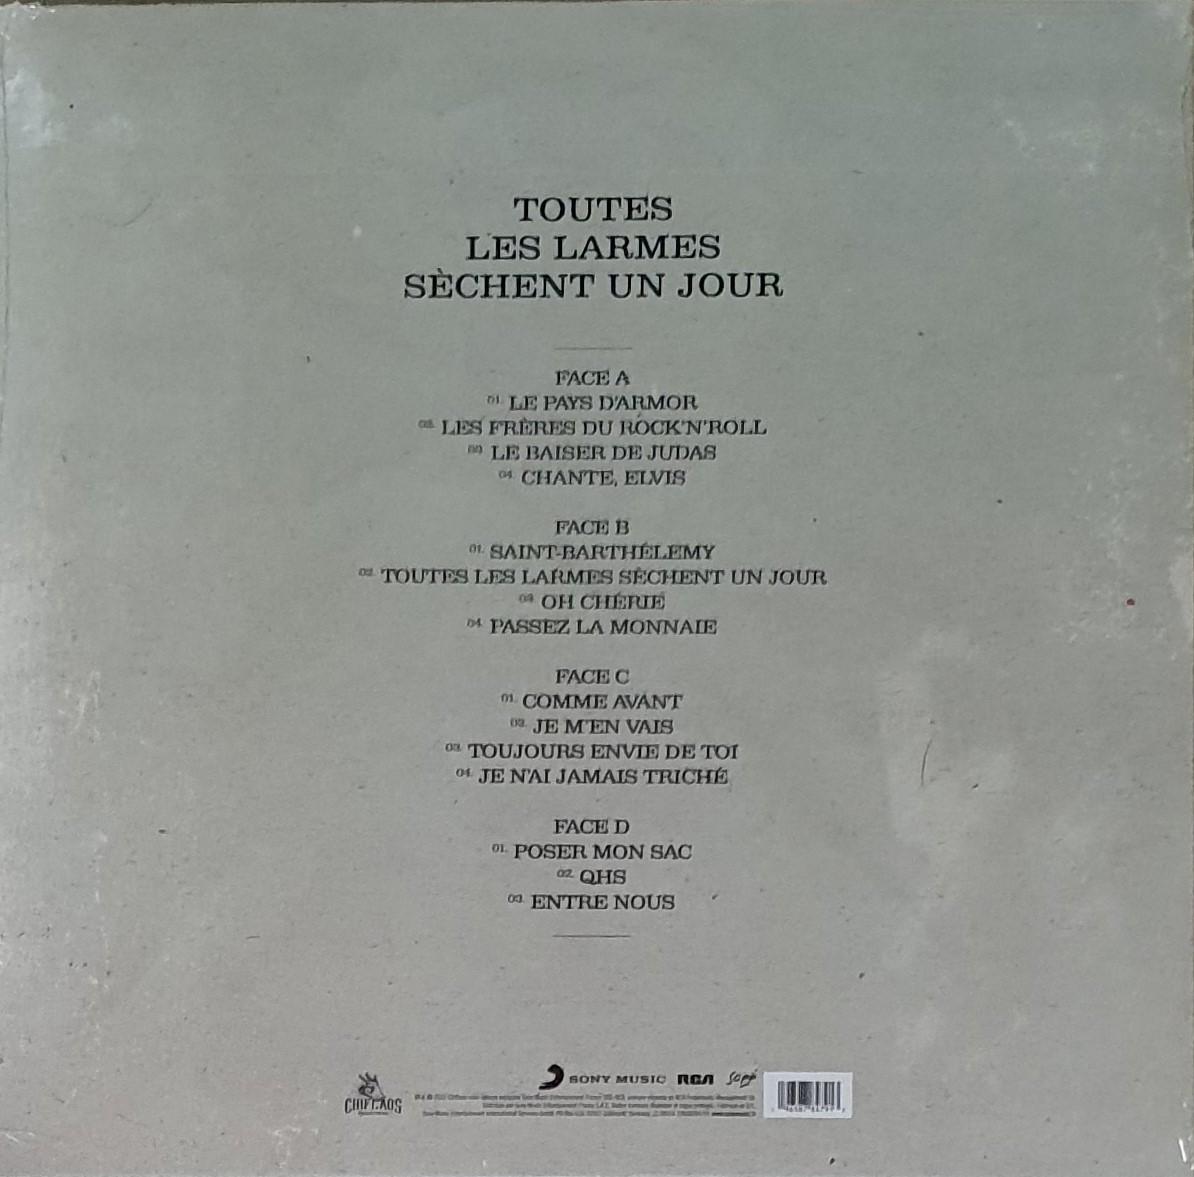 TOUTES
LES LARMES
SÈCHENT UN JOUR
FACE A
01. LE PAYS D'ARMOR
02. LES FRÈRES DU ROCK'N'ROLL
03. LE BAISER DE JUDAS
04. CHANTE, ELVIS
FACE B
01. SAINT-BARTHÉLEMY
02. TOUTES LES LARMES SÈCHENT UN JOUR
03. OH CHÉRIE
04. PASSEZ LA MONNAIE
FACE C
01. COMME AVANT
02. JE M'EN VAIS
03. TOUJOURS ENVIE DE TOI
04. JE N'AI JAMAIS TRICHÉ
FACE D
01. POSER MON SAC
02. QHS
03. ENTRE NOUS
SONY MUSIC RCA